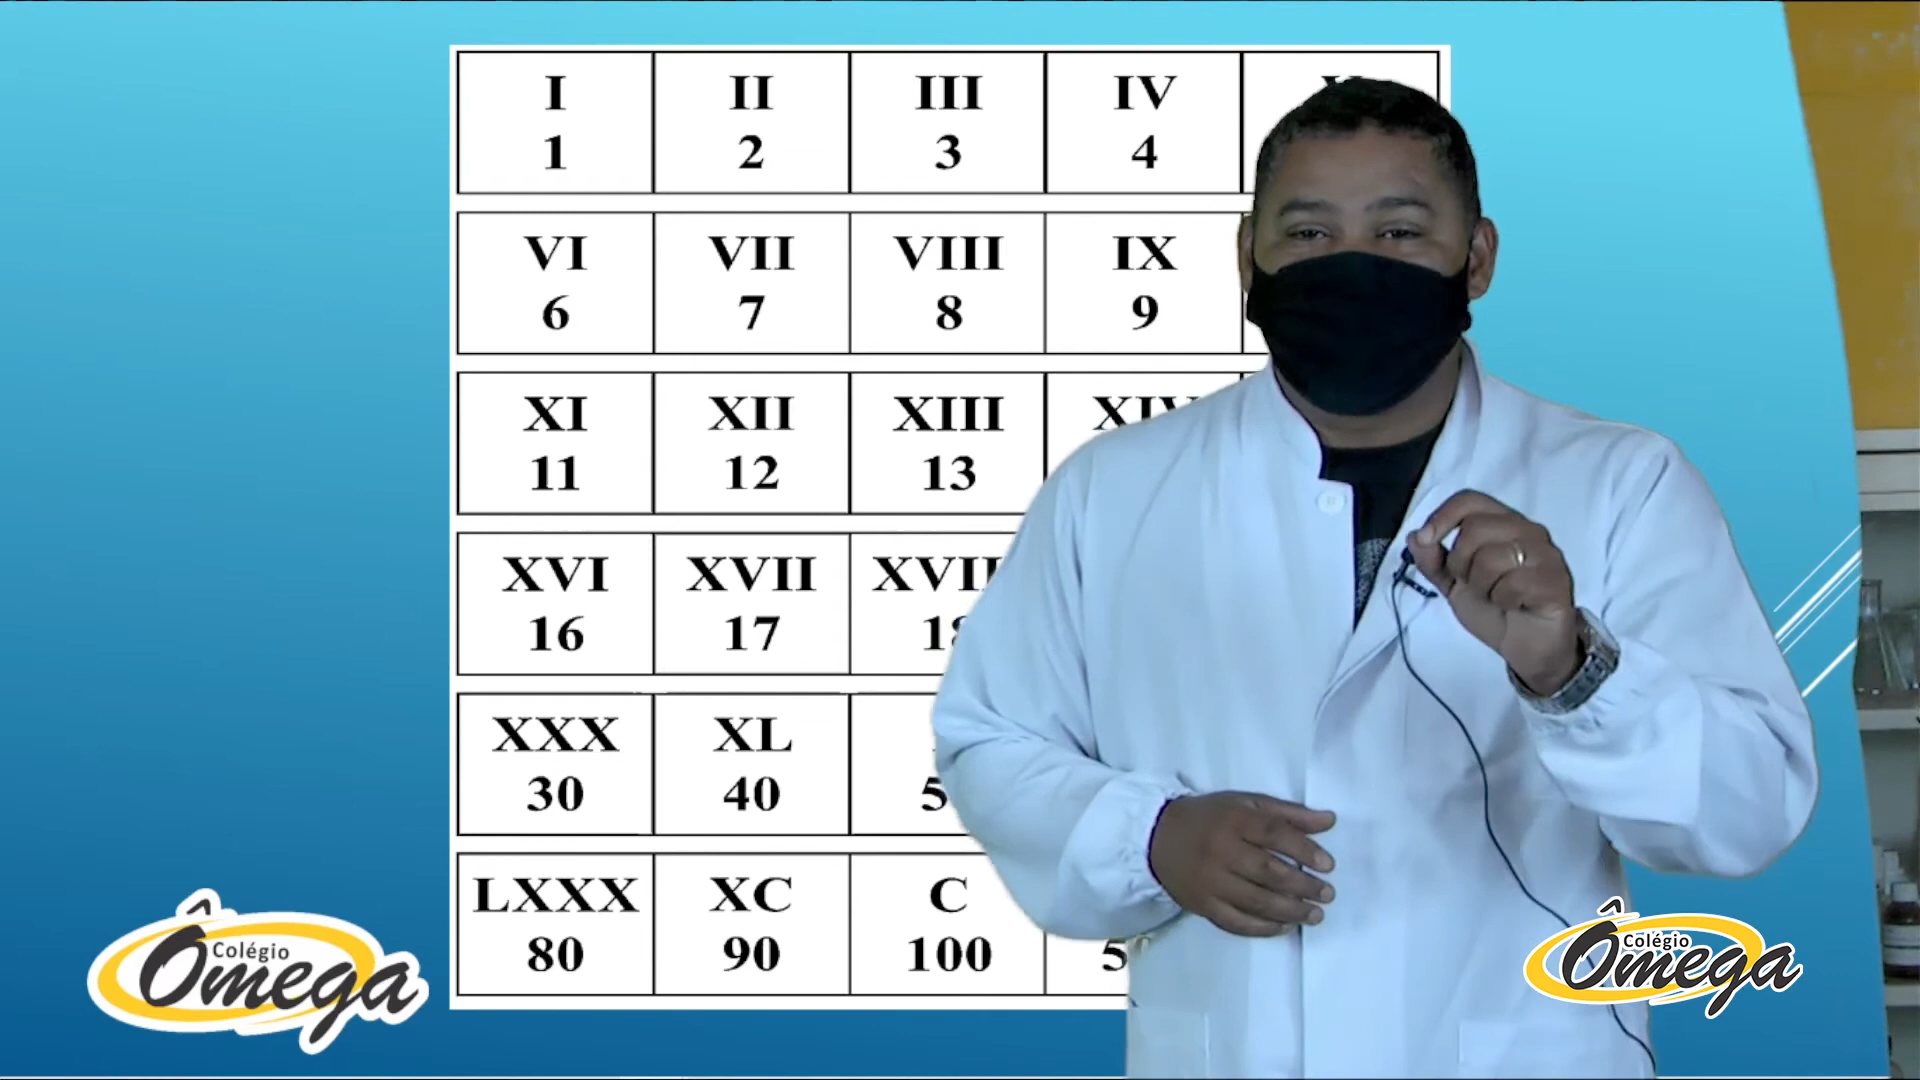 I II III IV
1 2 3 4
VI VII VIII IX
6 7 8 9
XI XII XIII
11 12 13
XVI XVII
16 17
XXX XL
30 40
LXXX XC C
80 90 100
Colégio
Ômega
Colégio
Ômega